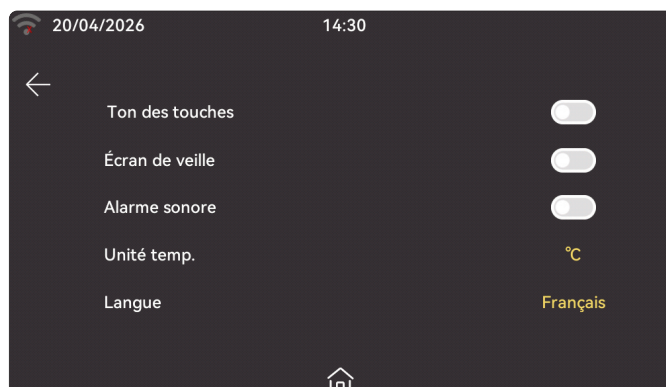 20/04/2026 14:30
Ton des touches
Écran de veille
Alarme sonore
Unité temp. °C
Langue Français